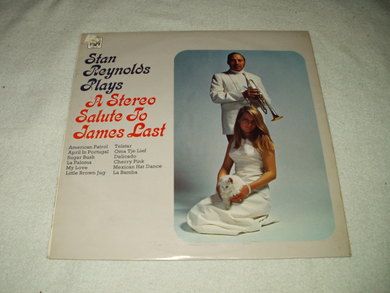 Stan
Reynolds
Plays
A Stereo
Salute To
James Last
American Patrol
April In Portugal
Sugar Bush
La Paloma
My Love
Little Brown Jug
Telstar
Oma Tje Lief
Delicado
Cherry Pink
Mexican Hat Dance
La Bamba